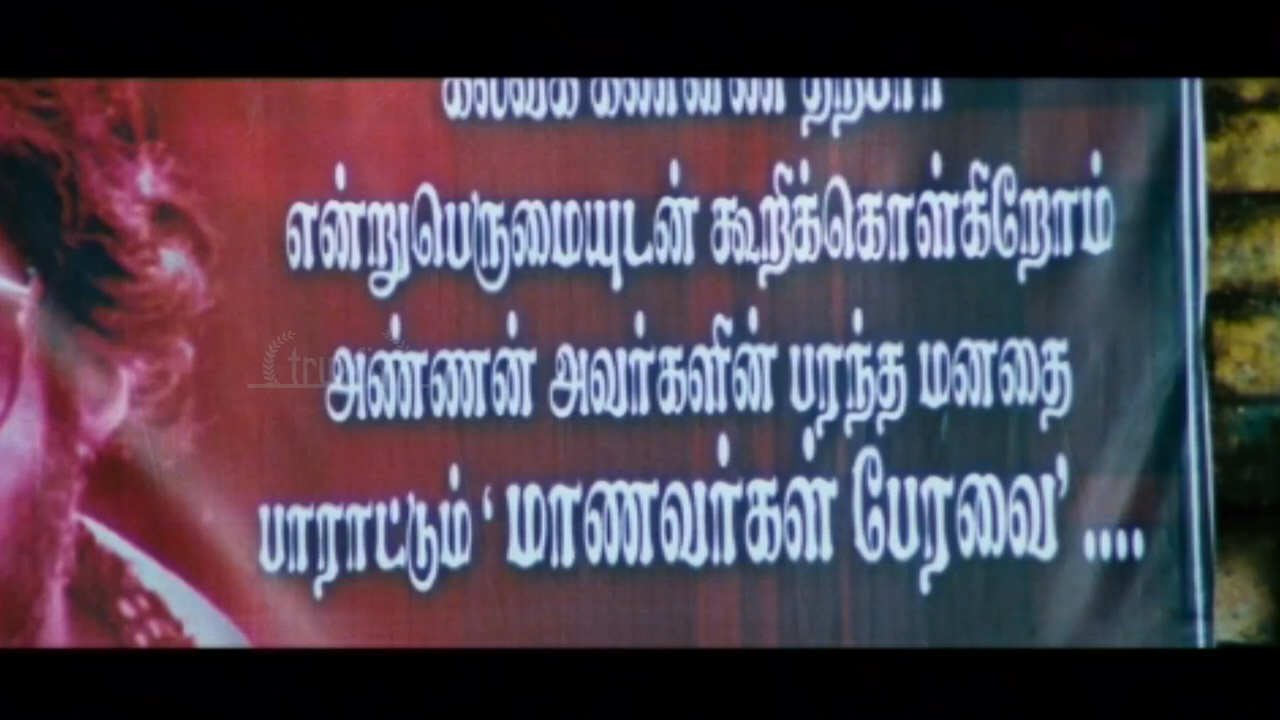 என்றுபெருமையுடன் கூறிக்கொள்கிறோம்
அண்ணன் அவர்களின் பரந்த மனதை
பாராட்டும் ‘ மாணவர்கள் பேரவை’ ....